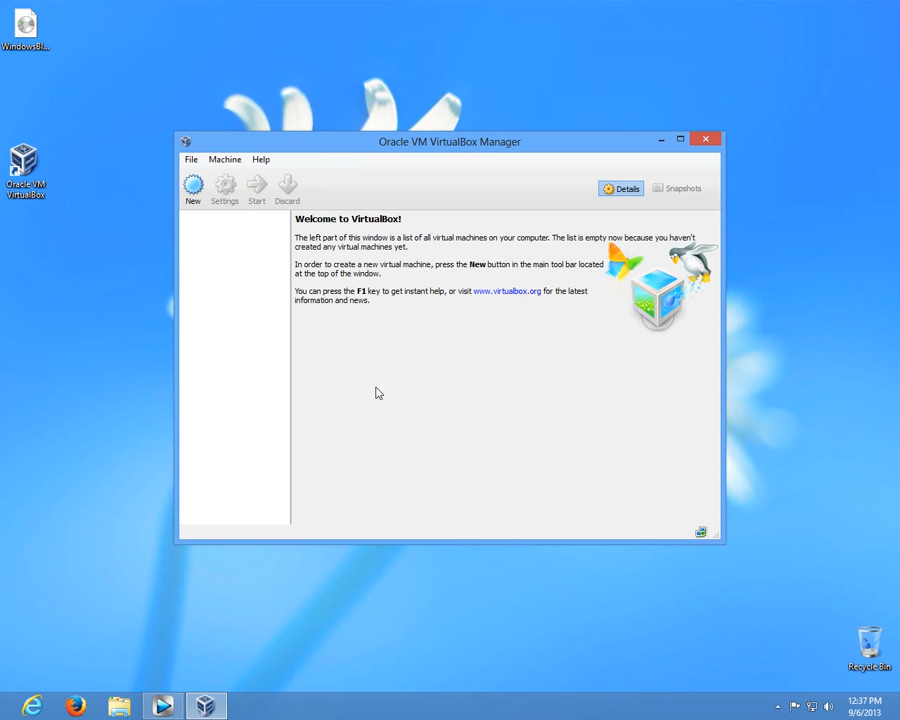 WindowsBl...
Oracle VM
VirtualBox
Oracle VM VirtualBox Manager
File Machine Help
New Settings Start Discard
Details Snapshots
Welcome to VirtualBox!
The left part of this window is a list of all virtual machines on your computer. The list is empty now because you haven't
created any virtual machines yet.
In order to create a new virtual machine, press the New button in the main tool bar located
at the top of the window.
You can press the F1 key to get instant help, or visit www.virtualbox.org for the latest
information and news.
Recycle Bin
12:37 PM
9/6/2013